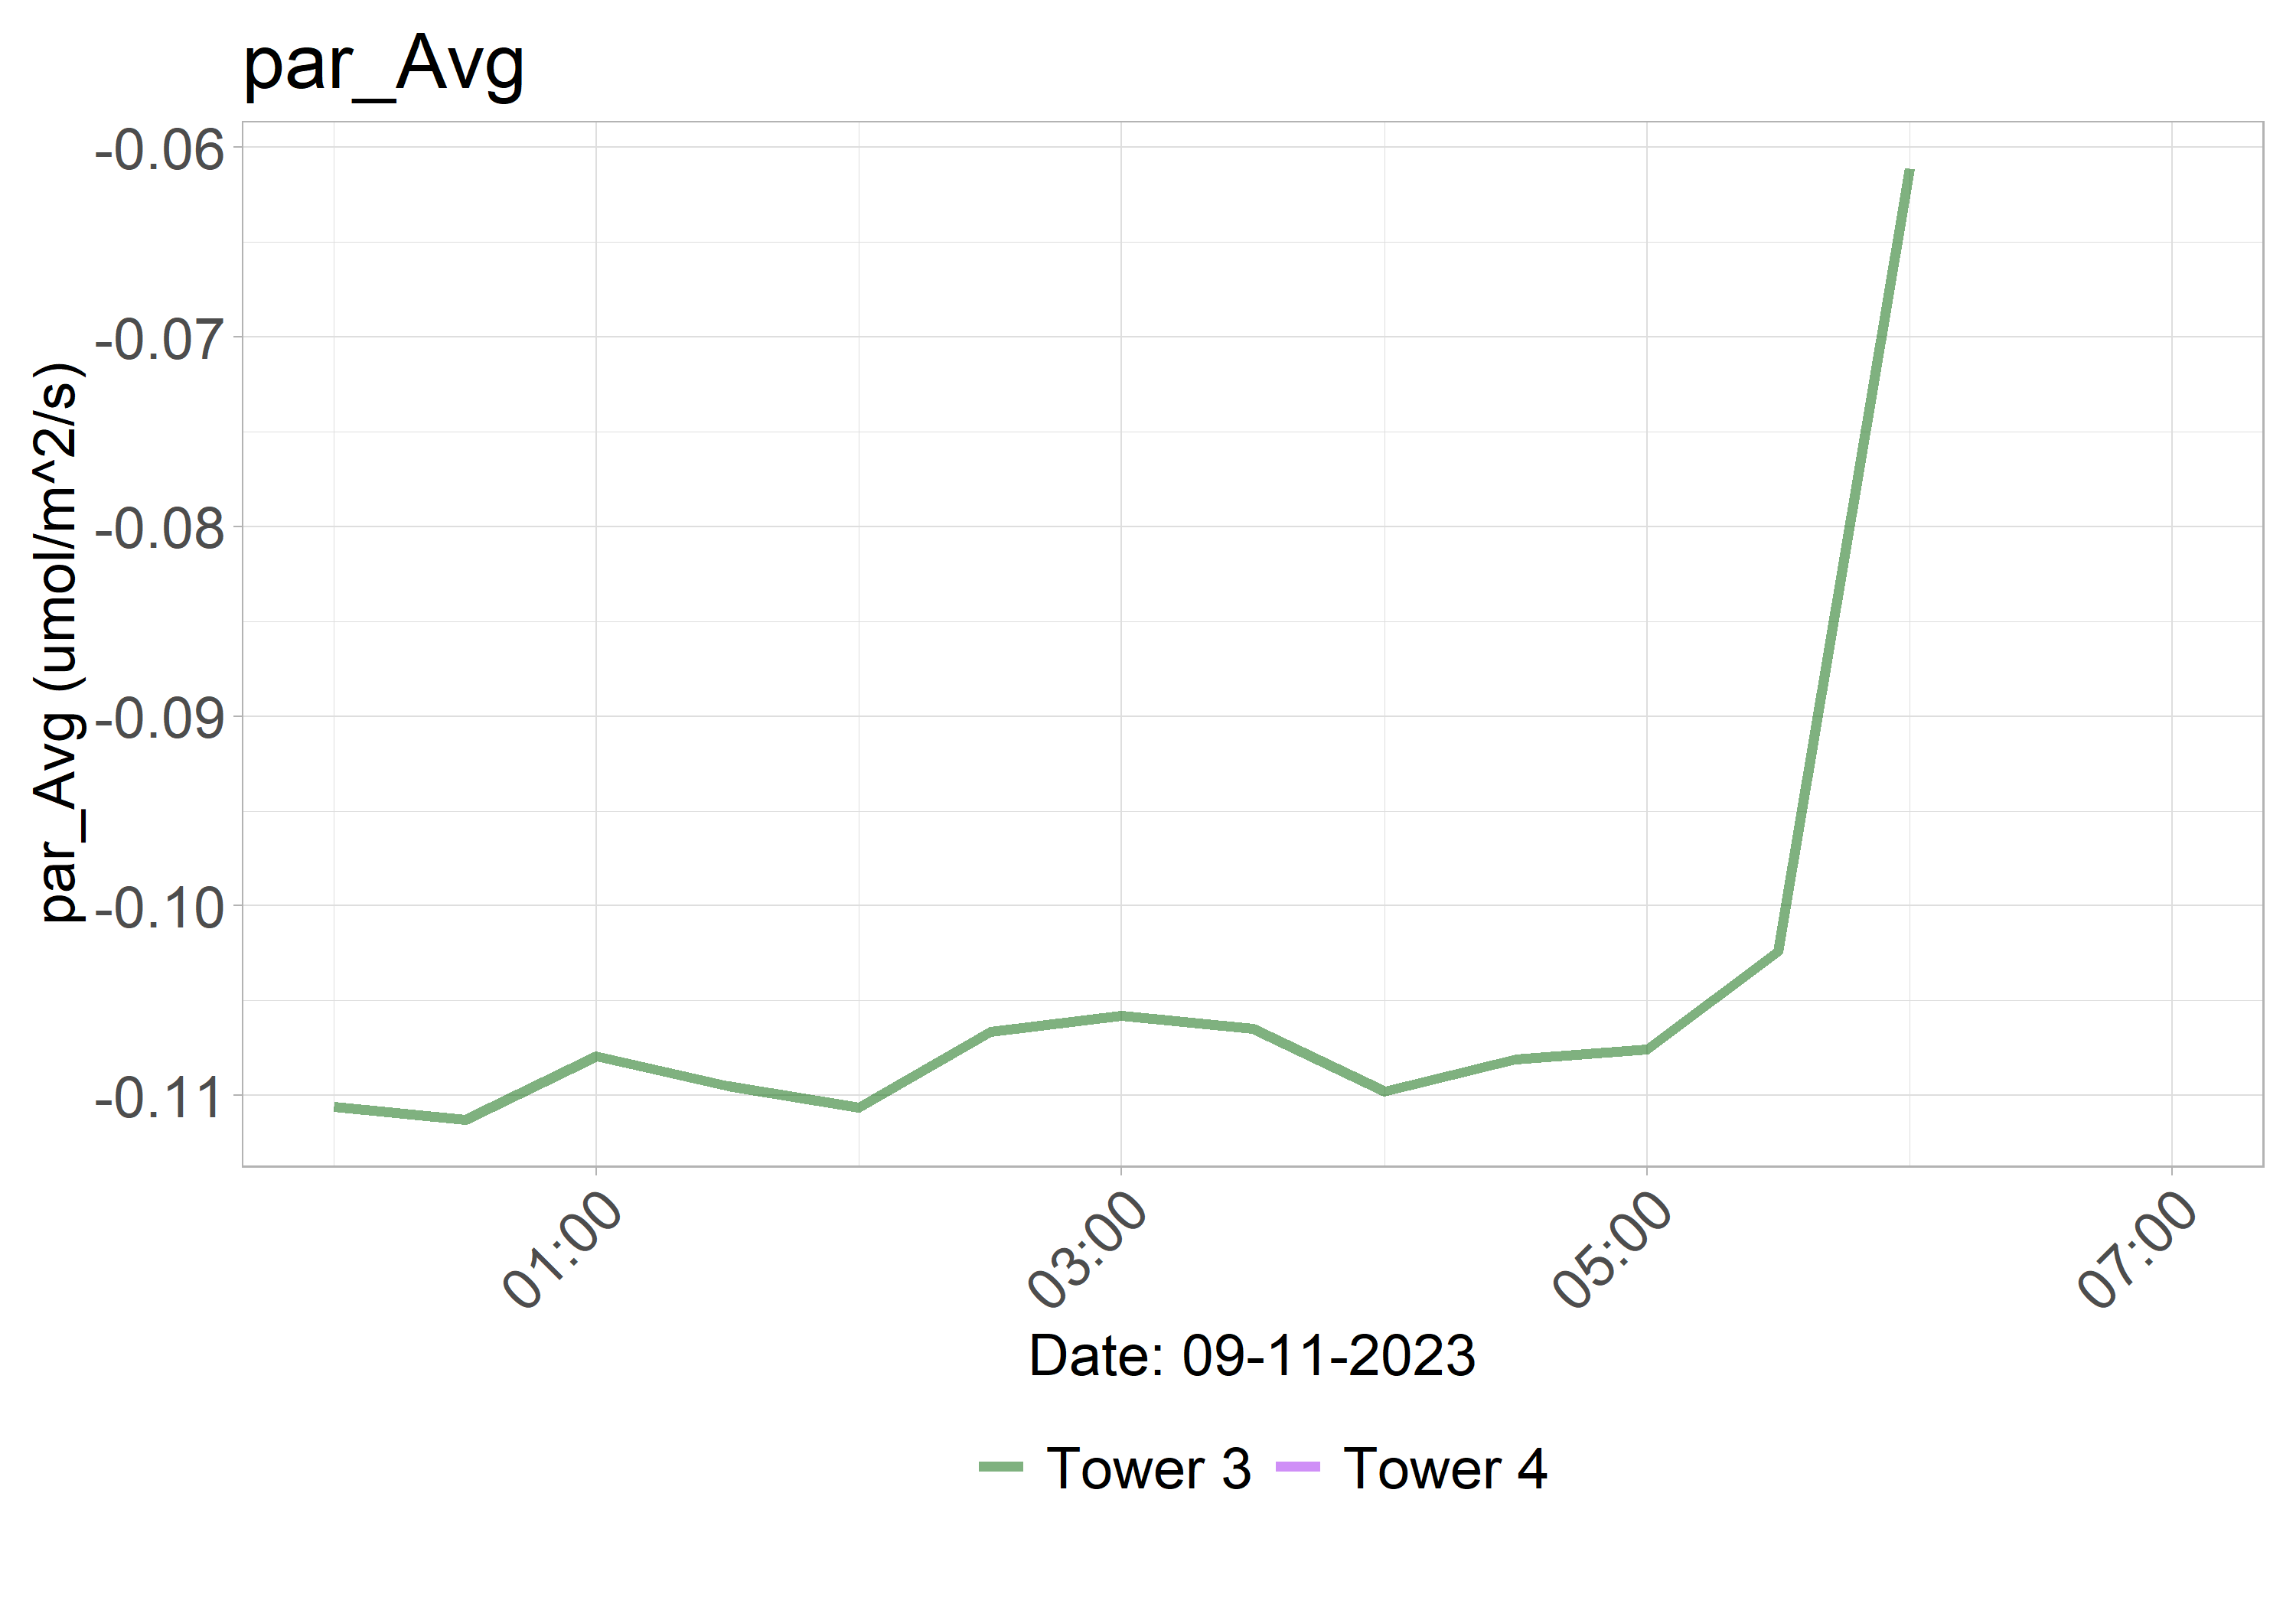 par_Avg
par_Avg (umol/m^2/s)
-0.06
-0.07
-0.08
-0.09
-0.10
-0.11
01:00
03:00
05:00
07:00
Date: 09-11-2023
Tower 3
Tower 4